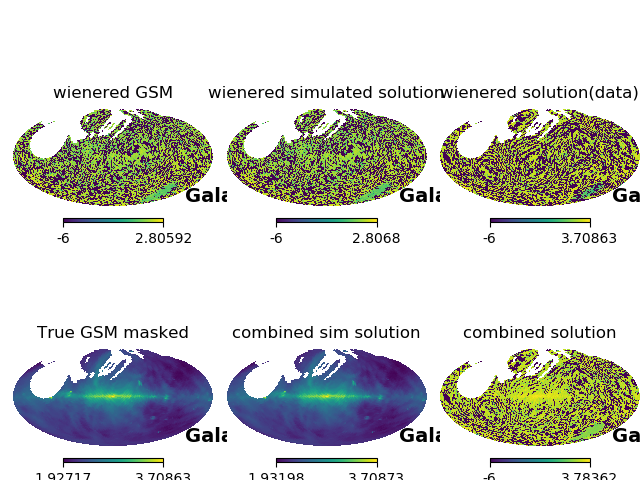 wienered GSM
wienered simulated solution
wienered solution(data)
Gala
Gala
Ga
-6 2.80592
-6 2.8068
-6 3.70863
True GSM masked
combined sim solution
combined solution
Gala
Gala
Ga
1.92717 3.70863
1.93198 3.70873
-6 3.78362